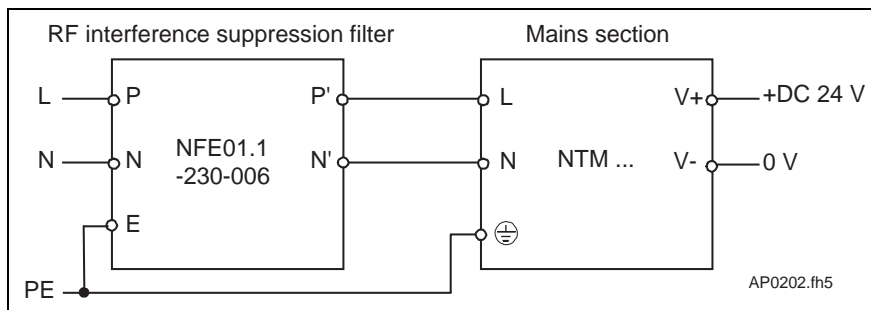 RF interference suppression filter
Mains section
L
P
P'
L
V+
+DC 24 V
N
N
NFE01.1
-230-006
N'
N
NTM ...
V-
0 V
E
PE
AP0202.fh5